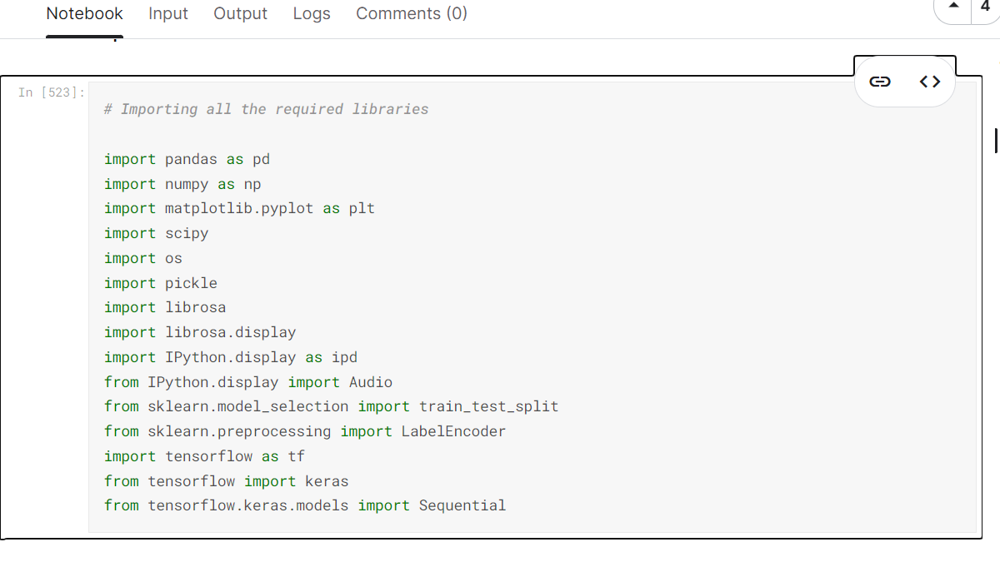 Notebook Input Output Logs Comments (0)
4
In [523]:
# Importing all the required libraries
import pandas as pd
import numpy as np
import matplotlib.pyplot as plt
import scipy
import os
import pickle
import librosa
import librosa.display
import IPython.display as ipd
from IPython.display import Audio
from sklearn.model_selection import train_test_split
from sklearn.preprocessing import LabelEncoder
import tensorflow as tf
from tensorflow import keras
from tensorflow.keras.models import Sequential